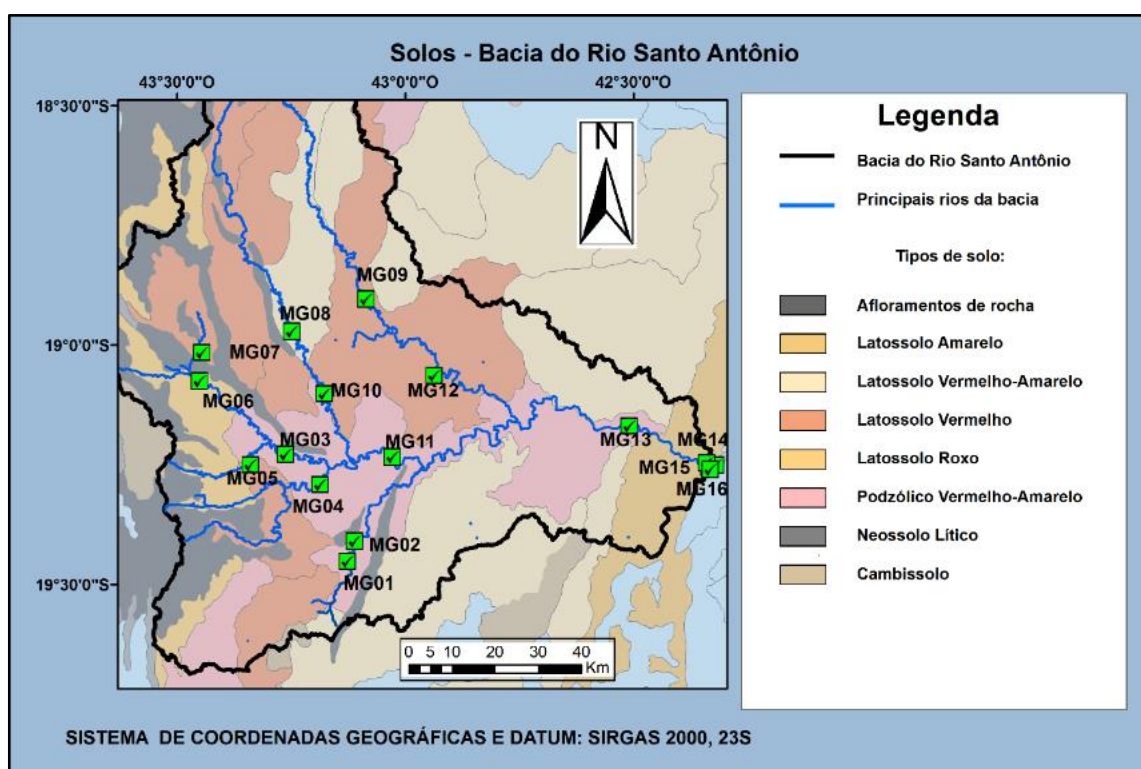 Solos - Bacia do Rio Santo Antônio
43°30'0"O 43°0'0"O 42°30'0"O
18°30'0"S
19°0'0"S
19°30'0"S
N
MG09
MG08
MG07
MG10
MG12
MG06
MG03
MG11
MG13
MG14
MG05
MG15
MG04
MG16
MG02
MG01
0 5 10 20 30 40
Km
Legenda
Bacia do Rio Santo Antônio
Principais rios da bacia
Tipos de solo:
Afloramentos de rocha
Latossolo Amarelo
Latossolo Vermelho-Amarelo
Latossolo Vermelho
Latossolo Roxo
Podzólico Vermelho-Amarelo
Neossolo Lítico
Cambissolo
SISTEMA DE COORDENADAS GEOGRÁFICAS E DATUM: SIRGAS 2000, 23S